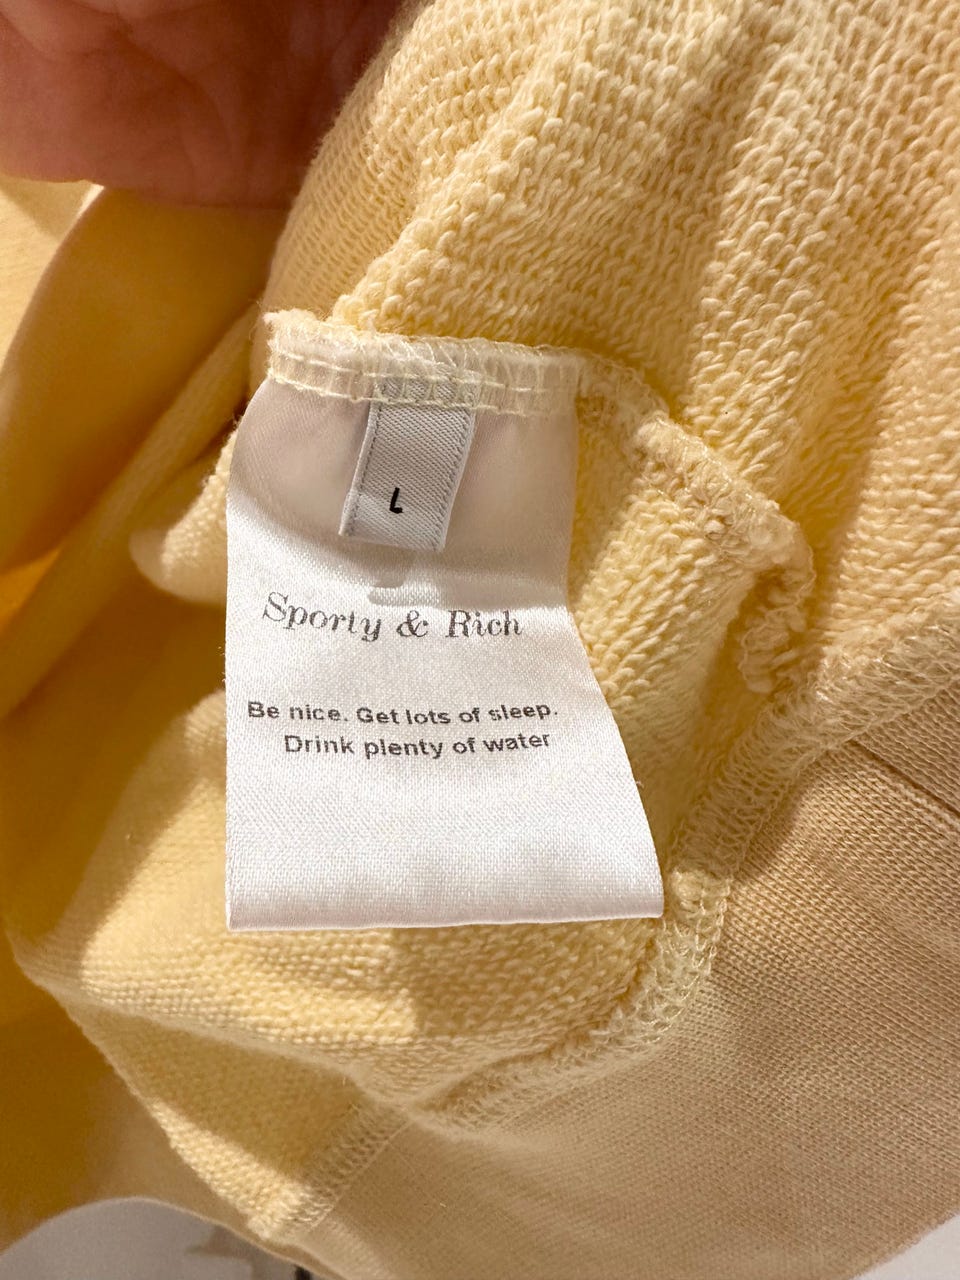 L
Sporty & Rich
Be nice. Get lots of sleep.
Drink plenty of water